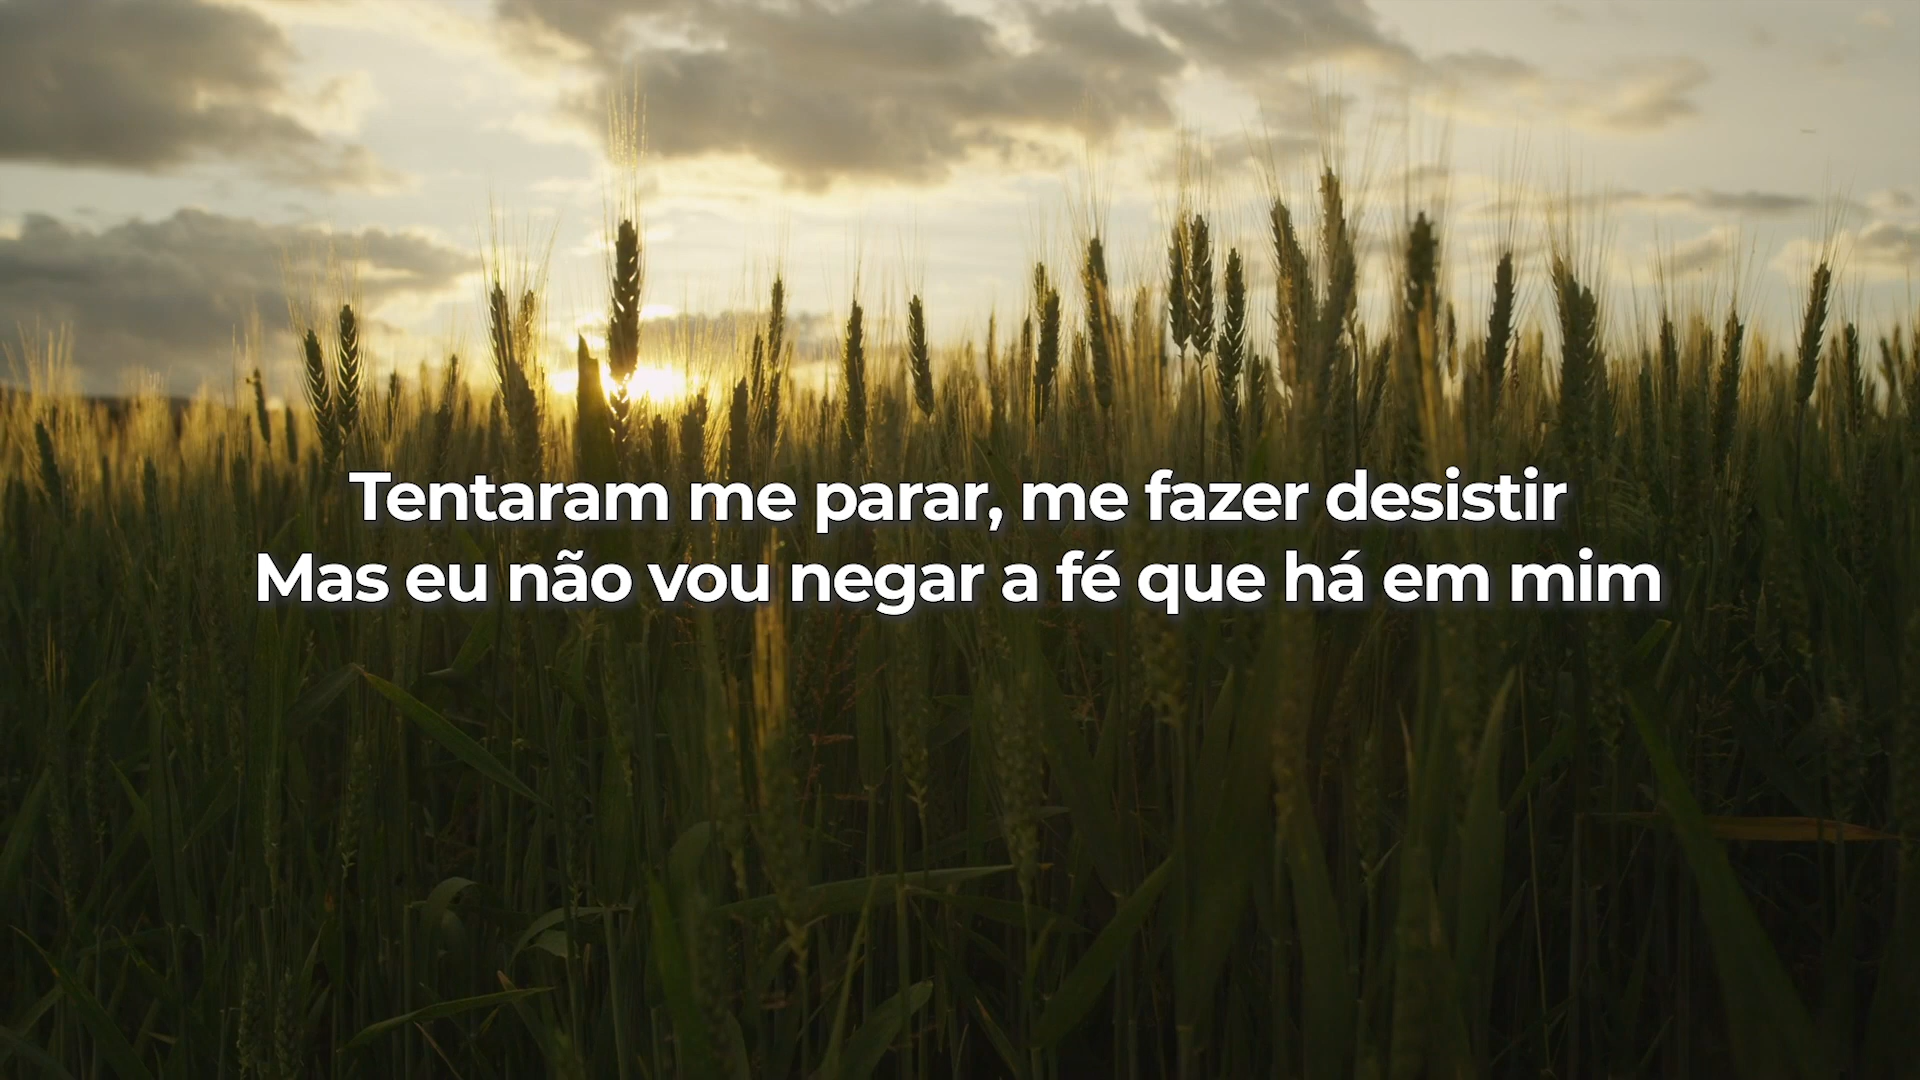 Tentaram me parar, me fazer desistir
Mas eu não vou negar a fé que há em mim